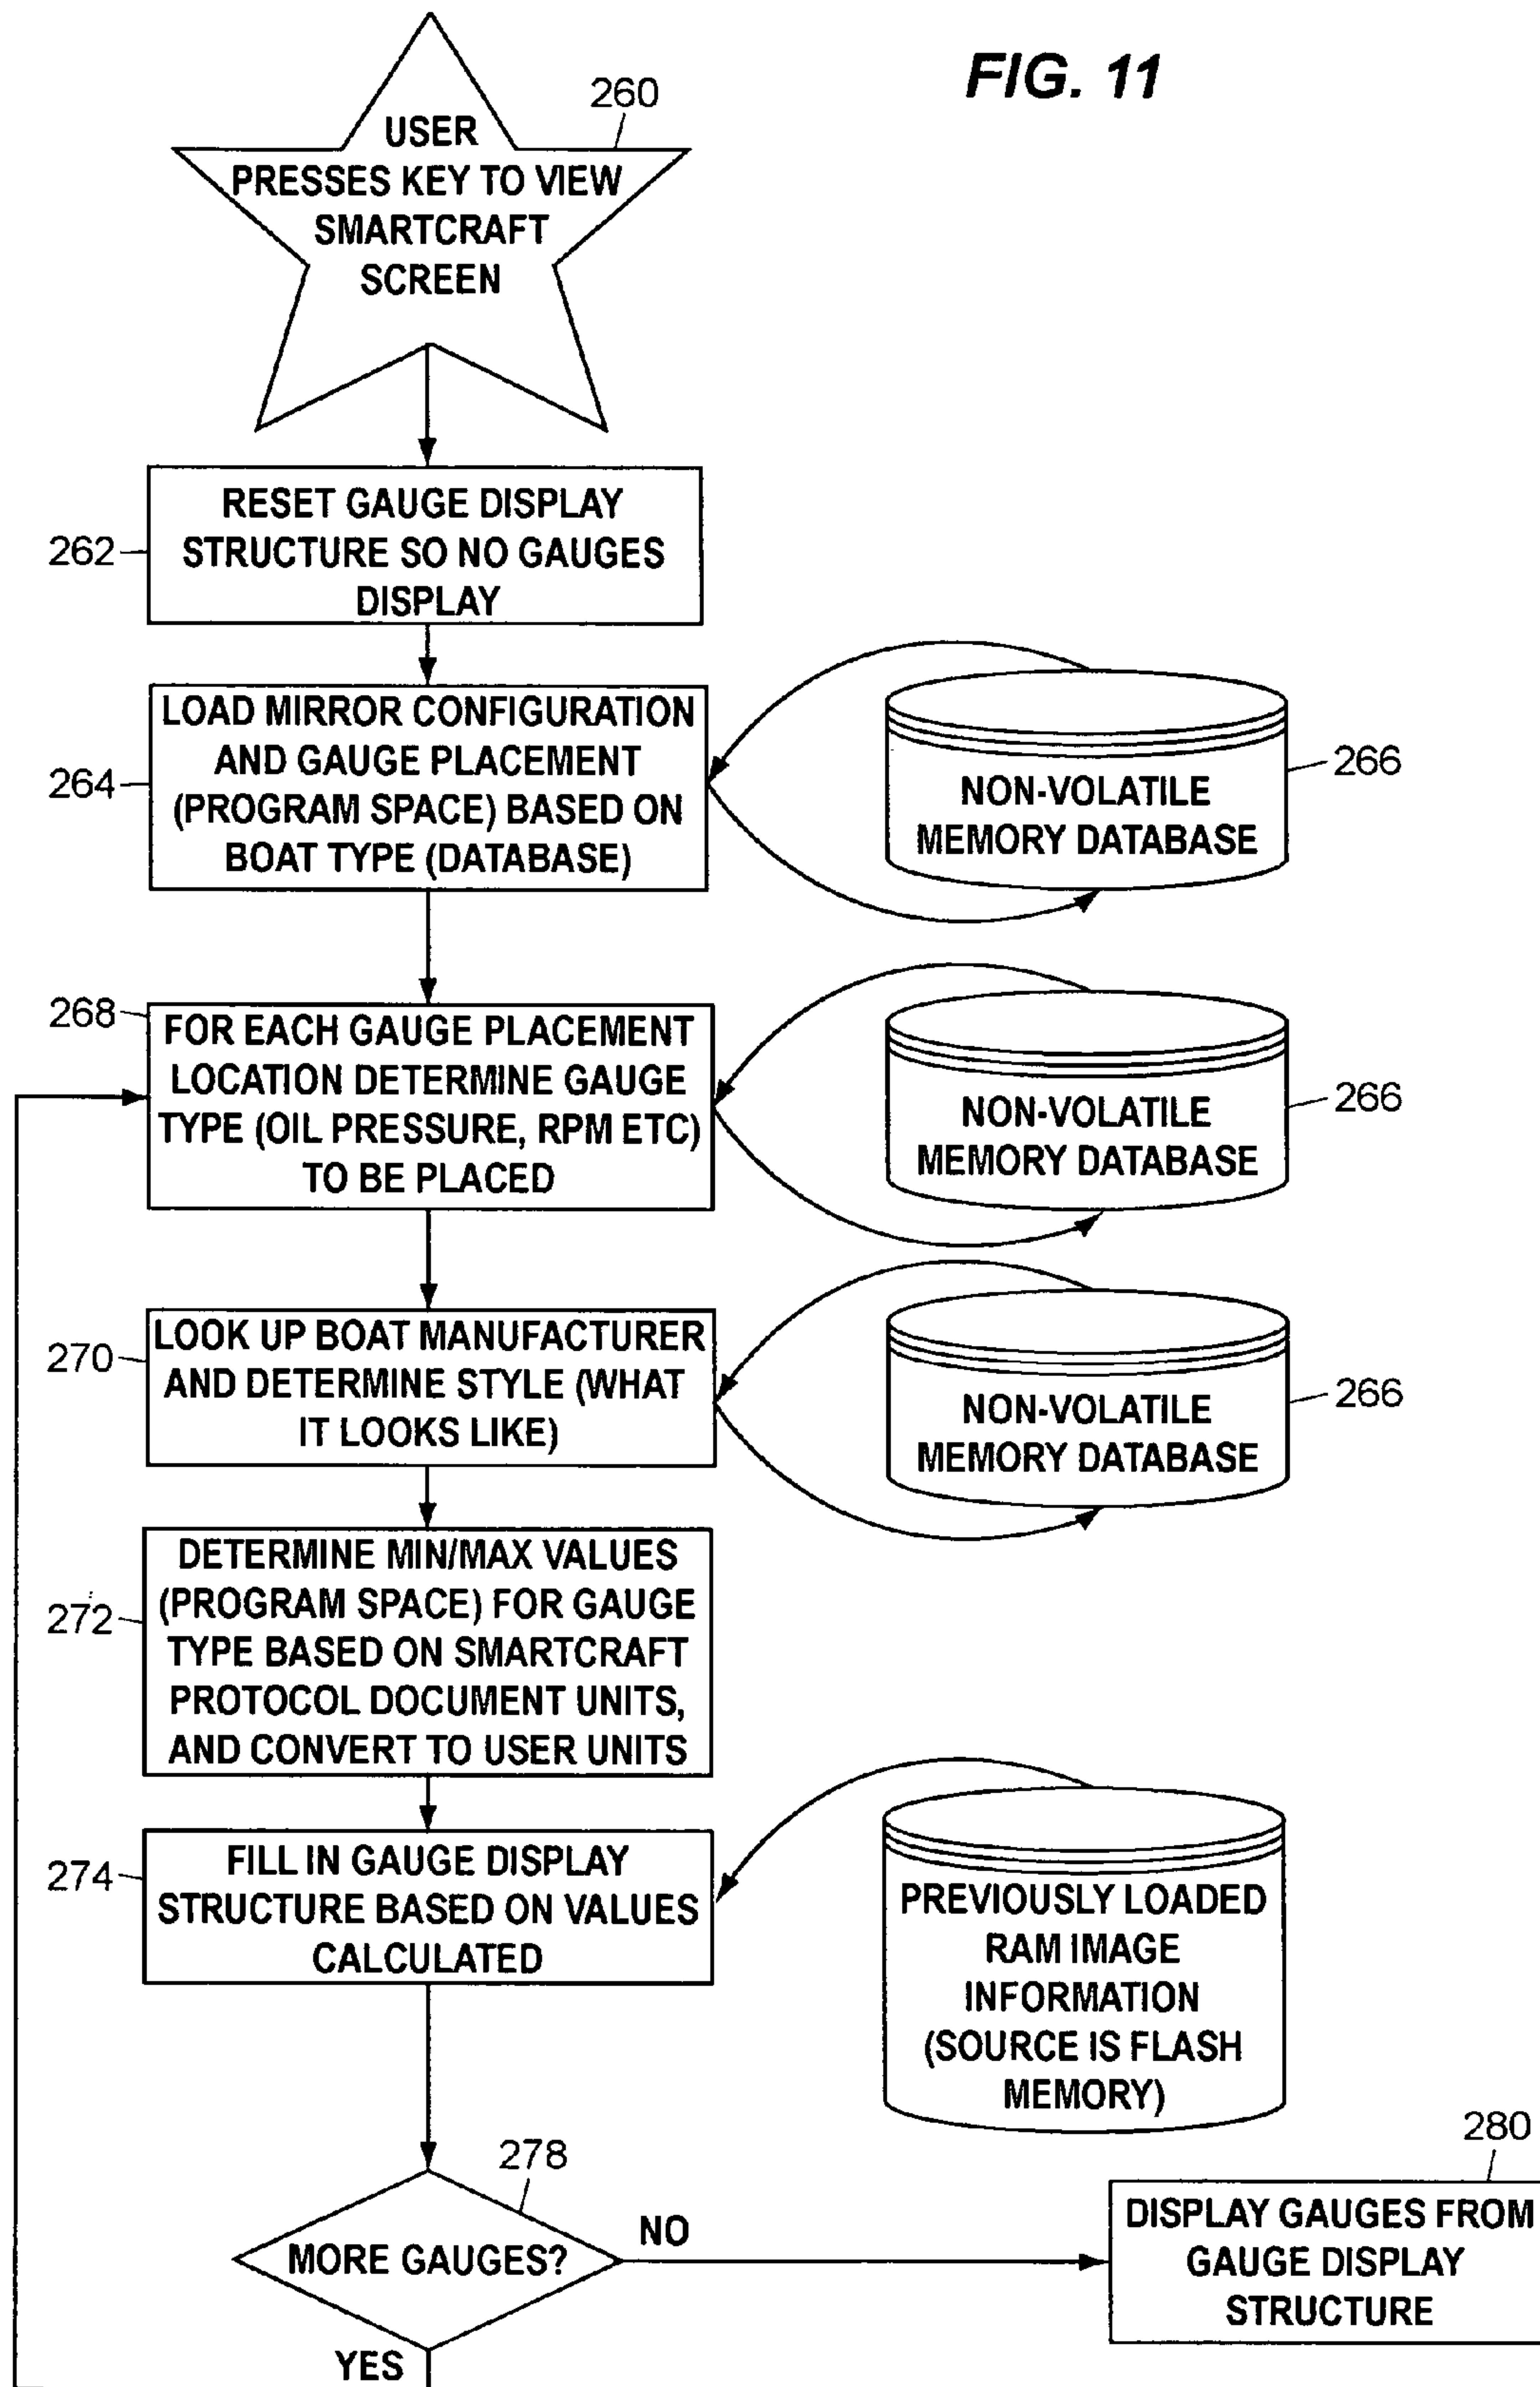 FIG. 11
260
USER
PRESSES KEY TO VIEW
SMARTCRAFT
SCREEN
262
RESET GAUGE DISPLAY
STRUCTURE SO NO GAUGES
DISPLAY
264
LOAD MIRROR CONFIGURATION
AND GAUGE PLACEMENT
(PROGRAM SPACE) BASED ON
BOAT TYPE (DATABASE)
NON-VOLATILE
MEMORY DATABASE
266
268
FOR EACH GAUGE PLACEMENT
LOCATION DETERMINE GAUGE
TYPE (OIL PRESSURE, RPM ETC)
TO BE PLACED
NON-VOLATILE
MEMORY DATABASE
266
270
LOOK UP BOAT MANUFACTURER
AND DETERMINE STYLE (WHAT
IT LOOKS LIKE)
NON-VOLATILE
MEMORY DATABASE
266
272
DETERMINE MIN/MAX VALUES
(PROGRAM SPACE) FOR GAUGE
TYPE BASED ON SMARTCRAFT
PROTOCOL DOCUMENT UNITS,
AND CONVERT TO USER UNITS
274
FILL IN GAUGE DISPLAY
STRUCTURE BASED ON VALUES
CALCULATED
PREVIOUSLY LOADED
RAM IMAGE
INFORMATION
(SOURCE IS FLASH
MEMORY)
278
MORE GAUGES?
NO
YES
280
DISPLAY GAUGES FROM
GAUGE DISPLAY
STRUCTURE